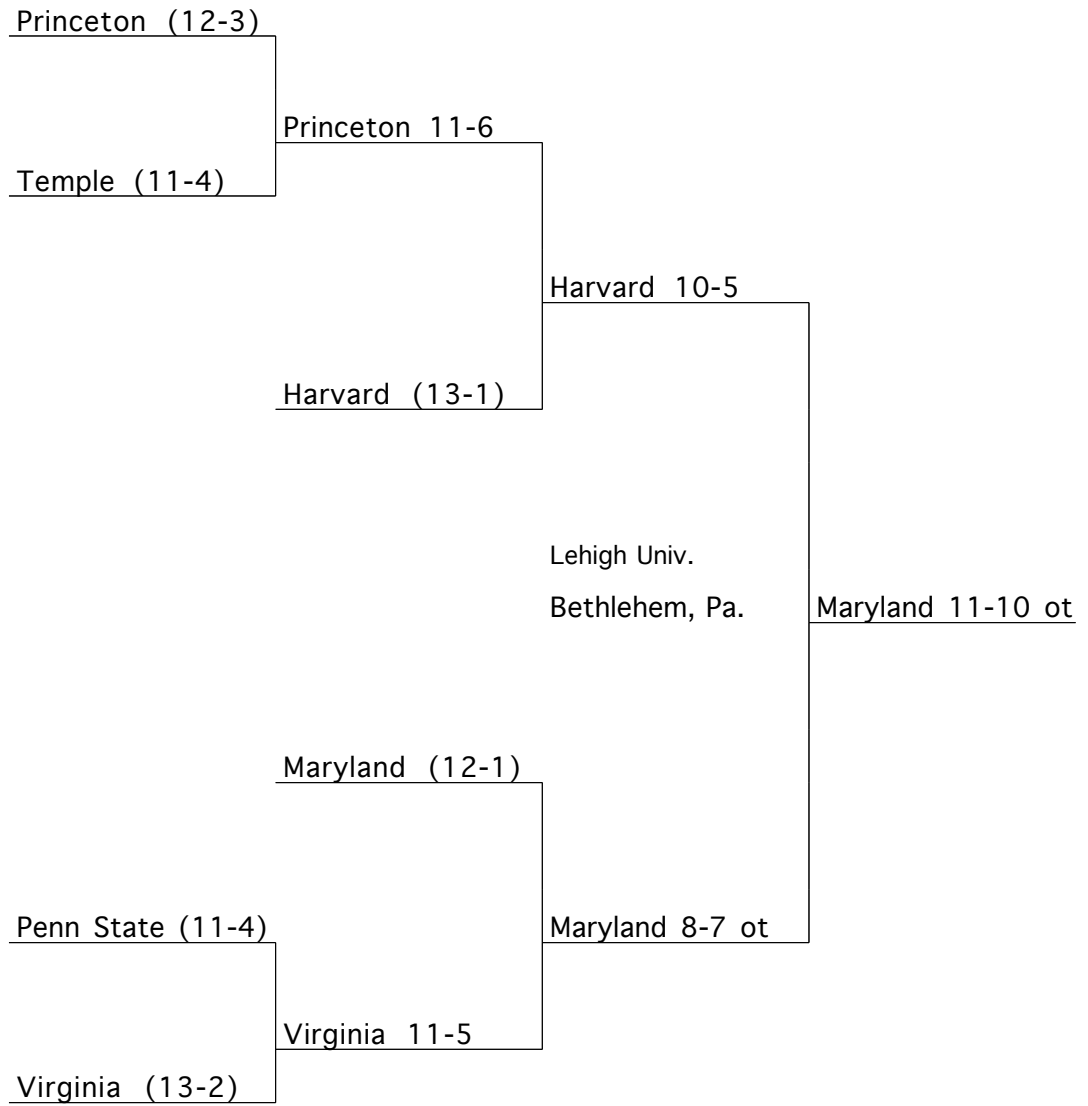 Princeton (12-3)
Princeton 11-6
Temple (11-4)
Harvard 10-5
Harvard (13-1)
Lehigh Univ.
Bethlehem, Pa.
Maryland 11-10 ot
Maryland (12-1)
Penn State (11-4)
Maryland 8-7 ot
Virginia 11-5
Virginia (13-2)